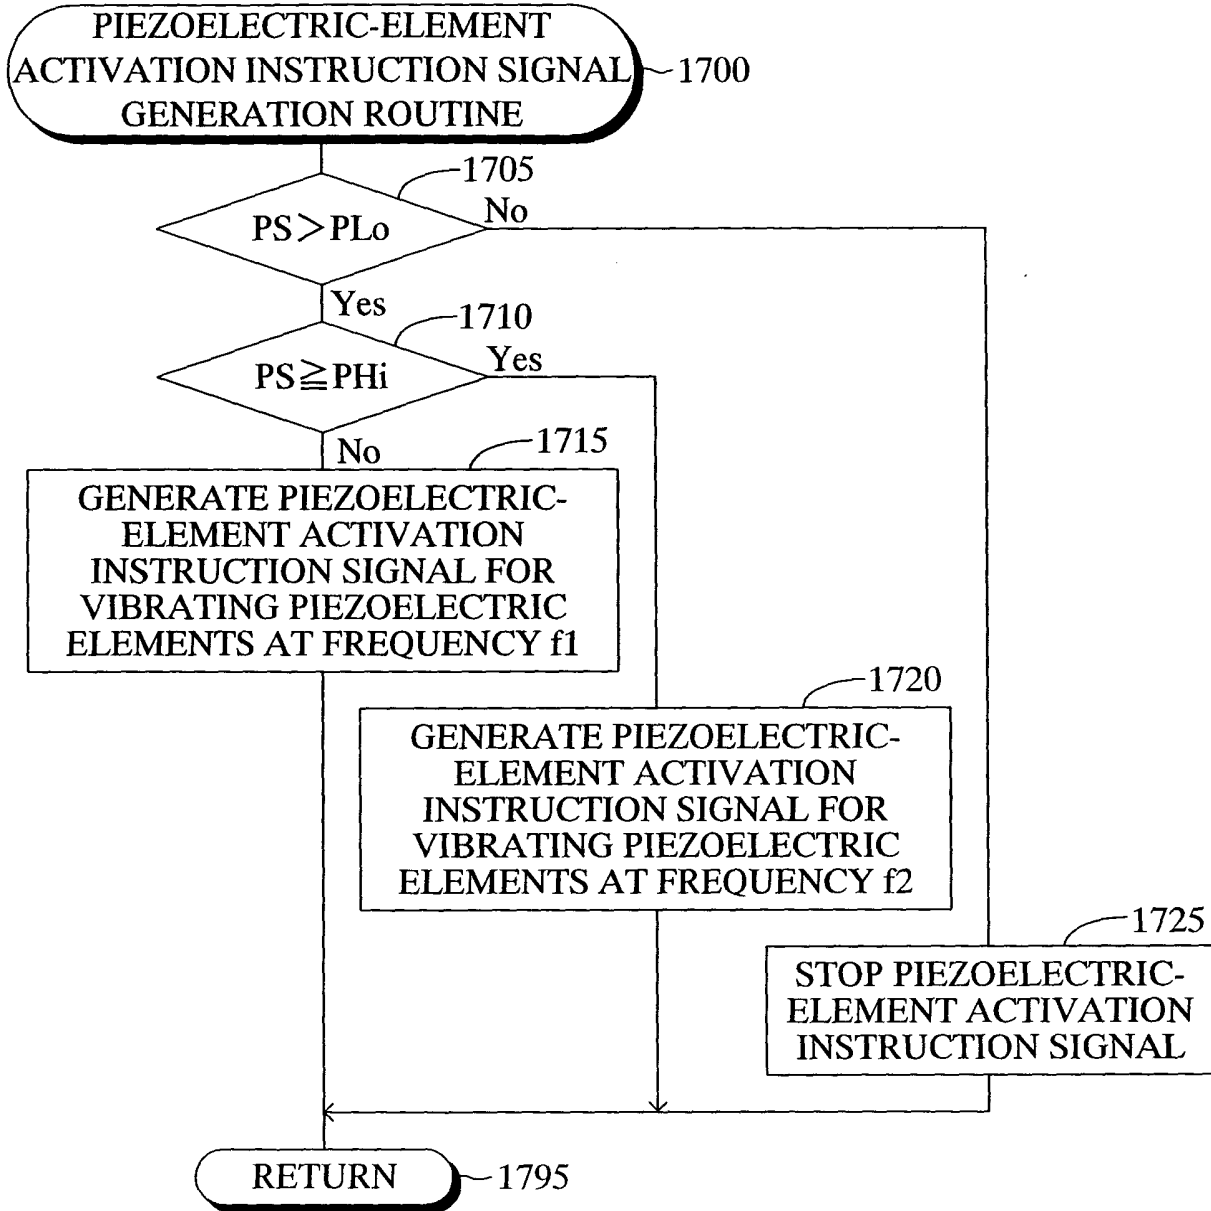 PIEZOELECTRIC-ELEMENT
ACTIVATION INSTRUCTION SIGNAL
GENERATION ROUTINE
1700
1705
PS>PLo
No
Yes
1710
PS≧PHi
Yes
No
1715
GENERATE PIEZOELECTRIC-
ELEMENT ACTIVATION
INSTRUCTION SIGNAL FOR
VIBRATING PIEZOELECTRIC
ELEMENTS AT FREQUENCY f1
1720
GENERATE PIEZOELECTRIC-
ELEMENT ACTIVATION
INSTRUCTION SIGNAL FOR
VIBRATING PIEZOELECTRIC
ELEMENTS AT FREQUENCY f2
1725
STOP PIEZOELECTRIC-
ELEMENT ACTIVATION
INSTRUCTION SIGNAL
RETURN
1795